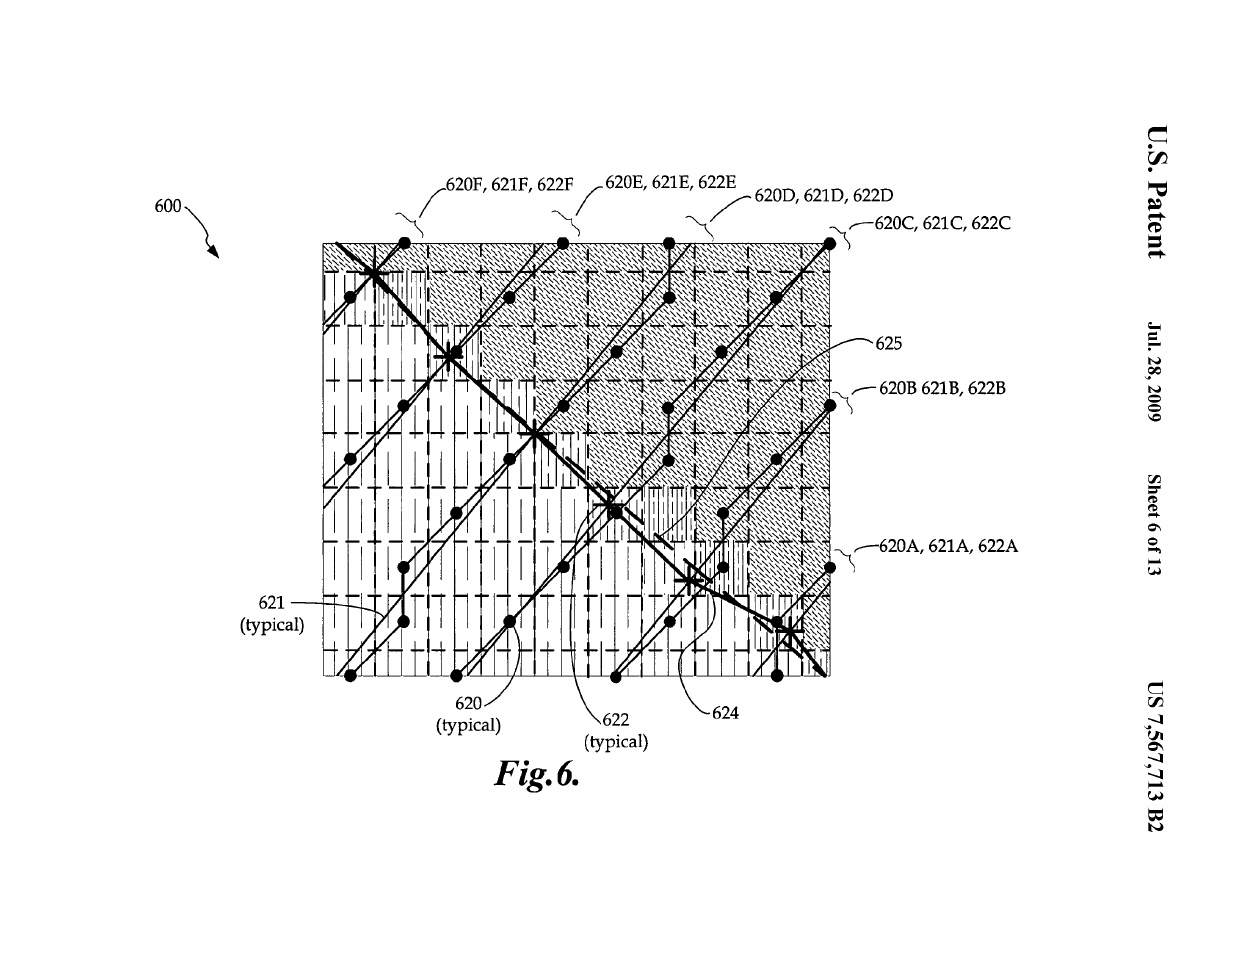 U.S. Patent
Jul. 28, 2009
Sheet 6 of 13
US 7,567,713 B2
600
620F, 621F, 622F
620E, 621E, 622E
620D, 621D, 622D
620C, 621C, 622C
625
620B 621B, 622B
620A, 621A, 622A
621
(typical)
620
(typical)
622
(typical)
624
Fig.6.